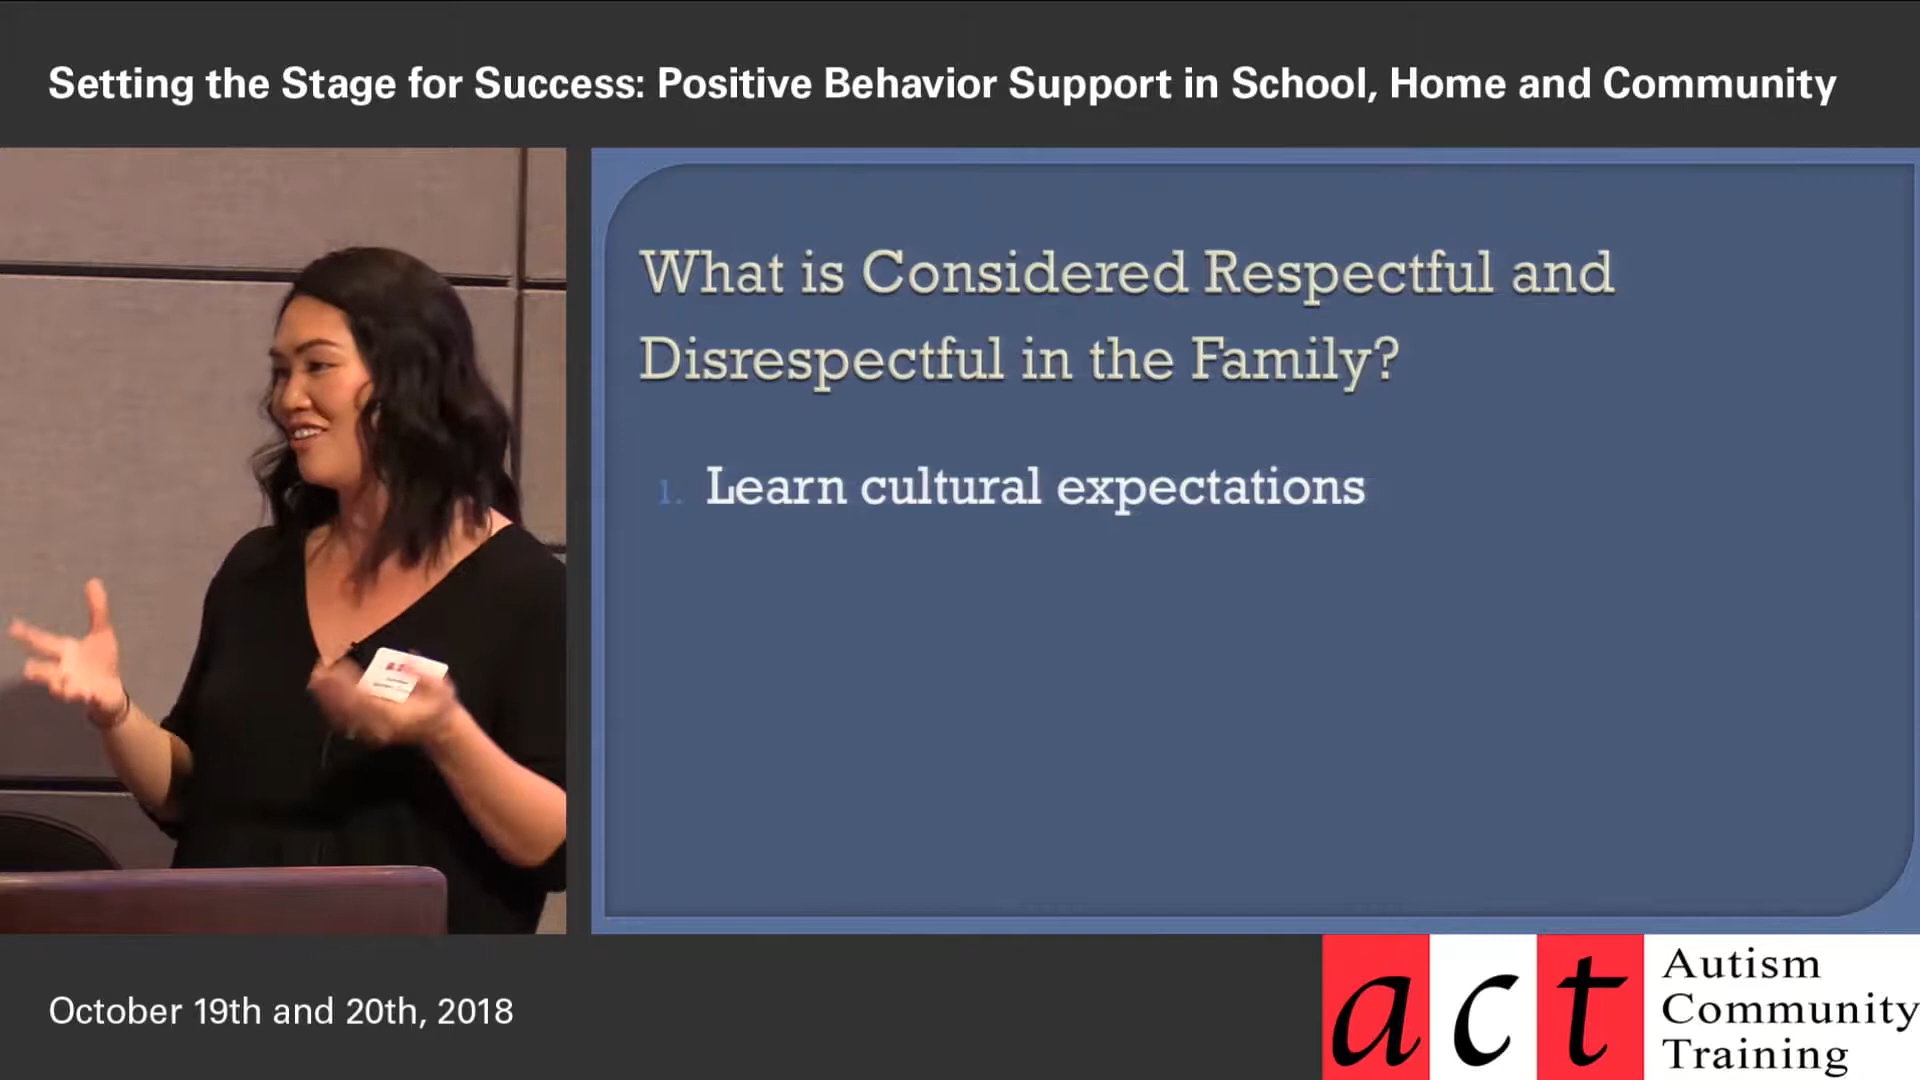 Setting the Stage for Success: Positive Behavior Support in School, Home and Community
What is Considered Respectful and
Disrespectful in the Family?
1. Learn cultural expectations
October 19th and 20th, 2018
act
Autism
Community
Training